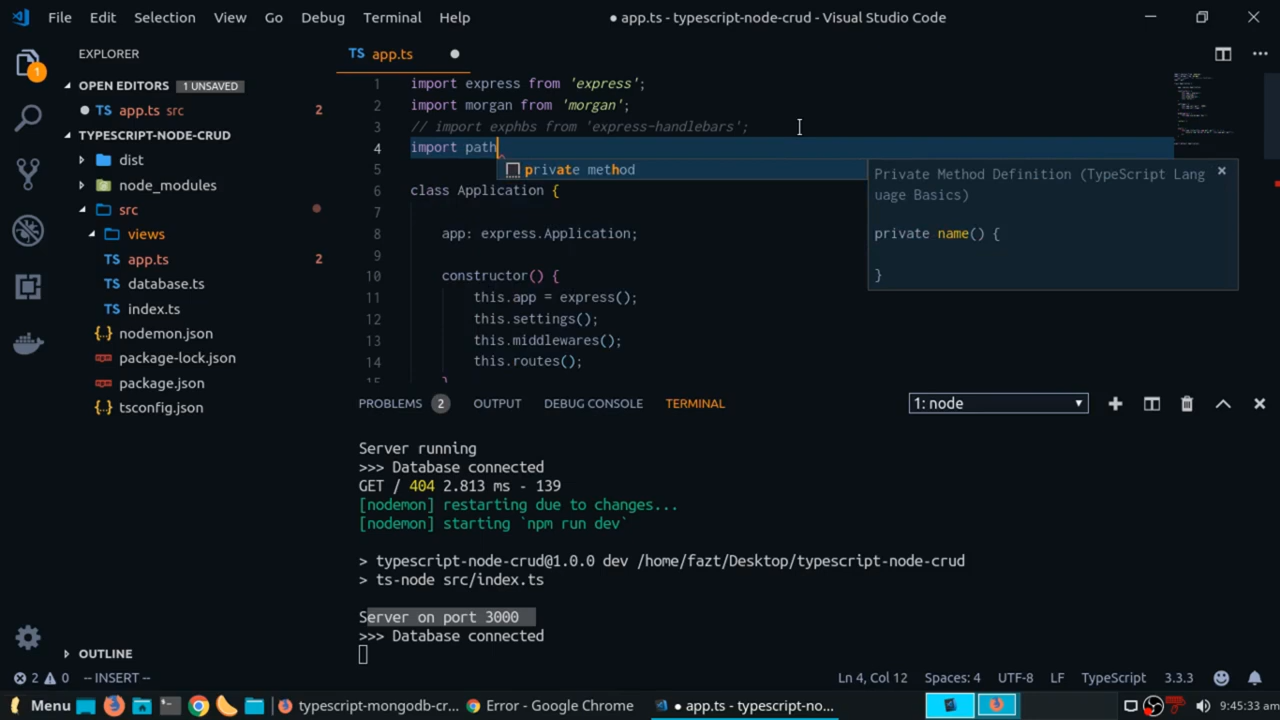 File Edit Selection View Go Debug Terminal Help
● app.ts - typescript-node-crud - Visual Studio Code
EXPLORER
OPEN EDITORS 1 UNSAVED
TS app.ts src 2
TYPESCRIPT-NODE-CRUD
dist
node_modules
src
views
TS app.ts 2
TS database.ts
TS index.ts
{} nodemon.json
package-lock.json
package.json
{} tsconfig.json
OUTLINE
1
TS app.ts
1 import express from 'express';
2 import morgan from 'morgan';
3 // import exphbs from 'express-handlebars';
4 import path
5
6 class Application {
7
8 app: express.Application;
9
10 constructor() {
11 this.app = express();
12 this.settings();
13 this.middlewares();
14 this.routes();
15 }
private method
Private Method Definition (TypeScript Lang
uage Basics)
private name() {
}
PROBLEMS 2 OUTPUT DEBUG CONSOLE TERMINAL
1: node
Server running
>>> Database connected
GET / 404 2.813 ms - 139
[nodemon] restarting due to changes...
[nodemon] starting `npm run dev`
> typescript-node-crud@1.0.0 dev /home/fazt/Desktop/typescript-node-crud
> ts-node src/index.ts
Server on port 3000
>>> Database connected
2 0 -- INSERT --
Ln 4, Col 12 Spaces: 4 UTF-8 LF TypeScript 3.3.3
Menu
typescript-mongodb-cr...
Error - Google Chrome
● app.ts - typescript-no...
9:45:33 am